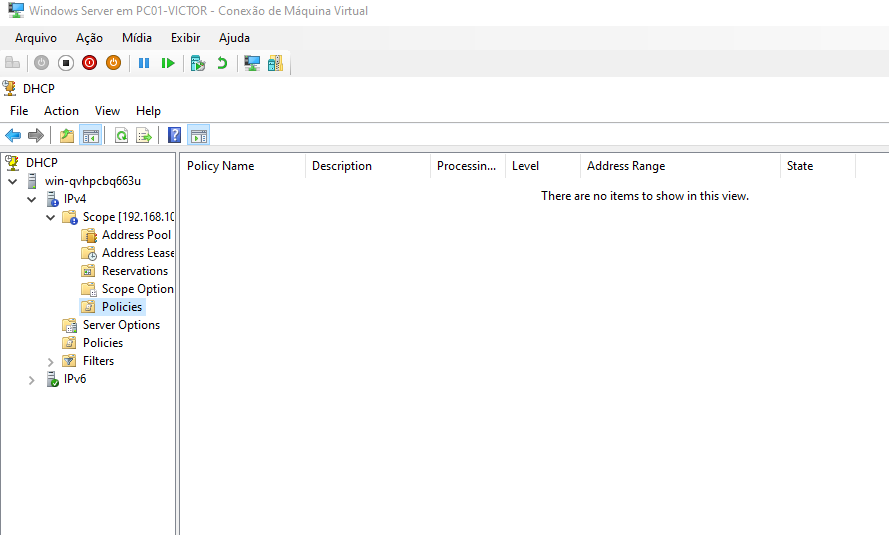 Windows Server em PC01-VICTOR - Conexão de Máquina Virtual
Arquivo Ação Mídia Exibir Ajuda
DHCP
File Action View Help
DHCP
win-qvhpcbq663u
IPv4
Scope [192.168.10
Address Pool
Address Lease
Reservations
Scope Option
Policies
Server Options
Policies
Filters
IPv6
Policy Name Description Processin... Level Address Range State
There are no items to show in this view.